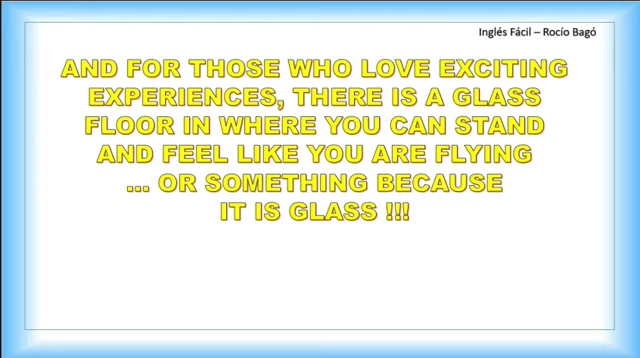 Inglés Fácil – Rocío Bagó
AND FOR THOSE WHO LOVE EXCITING
EXPERIENCES, THERE IS A GLASS
FLOOR IN WHERE YOU CAN STAND
AND FEEL LIKE YOU ARE FLYING
... OR SOMETHING BECAUSE
IT IS GLASS !!!